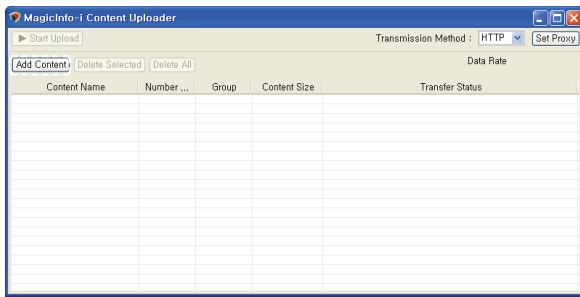 MagicInfo-i Content Uploader
Start Upload Transmission Method : HTTP Set Proxy
Add Content Delete Selected Delete All Data Rate
Content Name Number ... Group Content Size Transfer Status